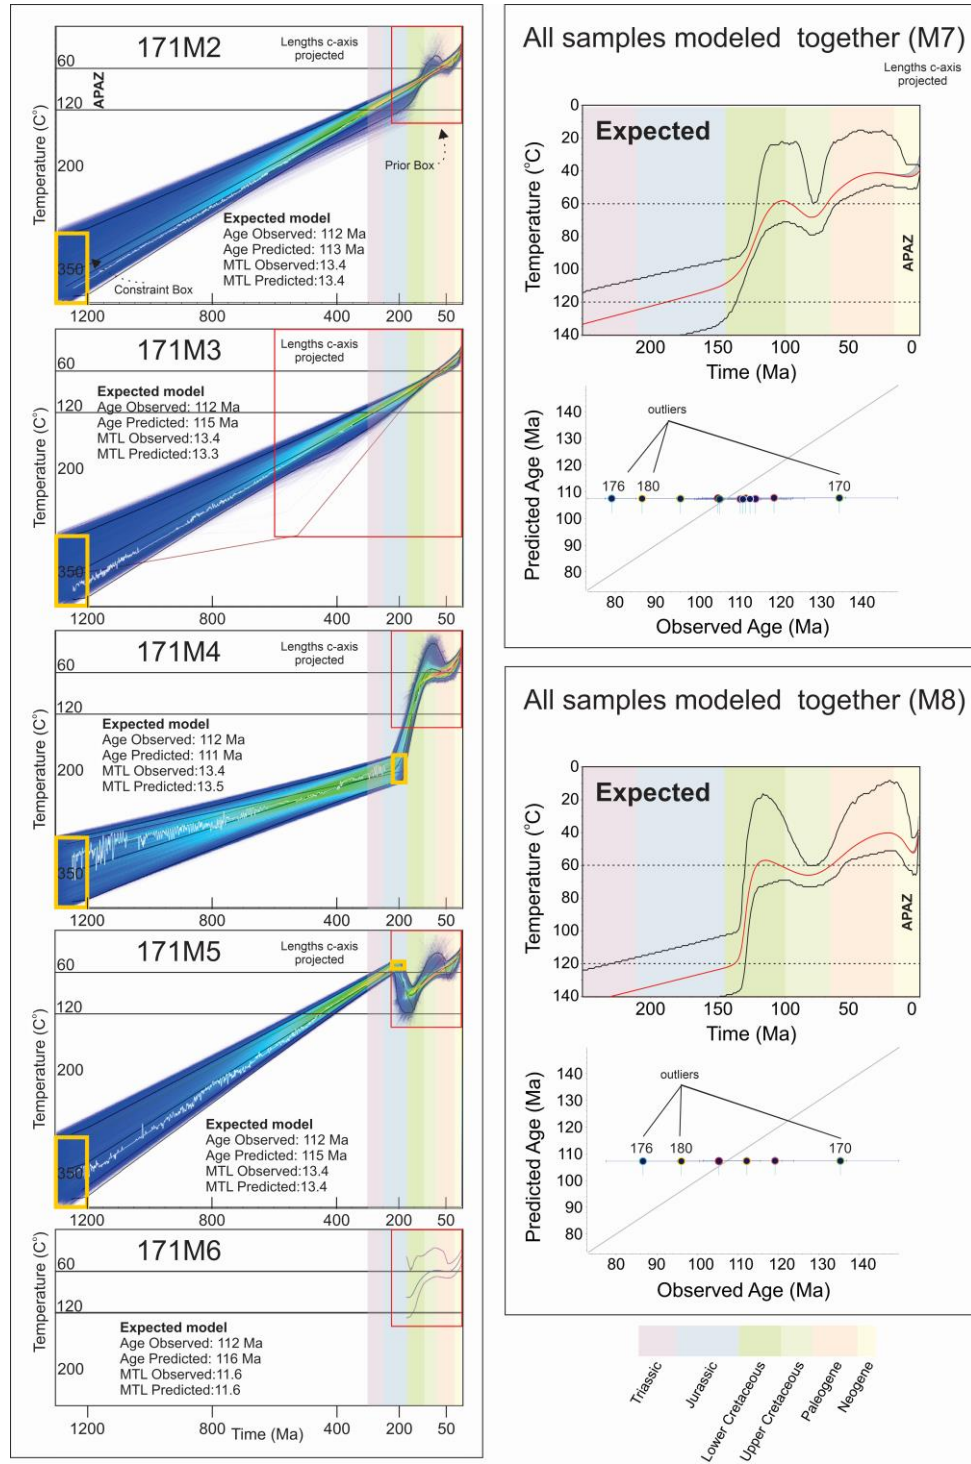 171M2
Lengths c-axis
projected
60
APAZ
120
Temperature (C°)
200
Prior Box
Expected model
Age Observed: 112 Ma
Age Predicted: 113 Ma
MTL Observed:13.4
MTL Predicted:13.4
350
Constraint Box
1200
800
400
200
50
171M3
Lengths c-axis
projected
60
Expected model
Age Observed: 112 Ma
Age Predicted: 115 Ma
MTL Observed:13.4
MTL Predicted:13.3
120
Temperature (C°)
200
350
1200
800
400
200
50
171M4
Lengths c-axis
projected
60
120
Expected model
Age Observed: 112 Ma
Age Predicted: 111 Ma
MTL Observed:13.4
MTL Predicted:13.5
Temperature (C°)
200
350
1200
800
400
200
50
171M5
Lengths c-axis
projected
60
120
Temperature (C°)
200
Expected model
Age Observed: 112 Ma
Age Predicted: 115 Ma
MTL Observed:13.4
MTL Predicted:13.4
350
1200
800
400
200
50
171M6
60
120
Temperature (C°)
Expected model
Age Observed: 112 Ma
Age Predicted: 116 Ma
MTL Observed:11.6
MTL Predicted:11.6
200
1200
800
Time (Ma)
400
200
50
All samples modeled together (M7)
Lengths c-axis
projected
Expected
Temperature (°C)
0
20
40
60
80
100
120
140
APAZ
200
150
100
50
0
Time (Ma)
Predicted Age (Ma)
140
130
120
110
100
90
80
outliers
176
180
170
80
90
100
110
120
130
140
Observed Age (Ma)
All samples modeled together (M8)
Expected
Temperature (°C)
0
20
40
60
80
100
120
140
APAZ
200
150
100
50
0
Time (Ma)
Predicted Age (Ma)
140
130
120
110
100
90
80
outliers
176
180
170
80
90
100
110
120
130
140
Observed Age (Ma)
Triassic
Jurassic
Lower Cretaceous
Upper Cretaceous
Paleogene
Neogene